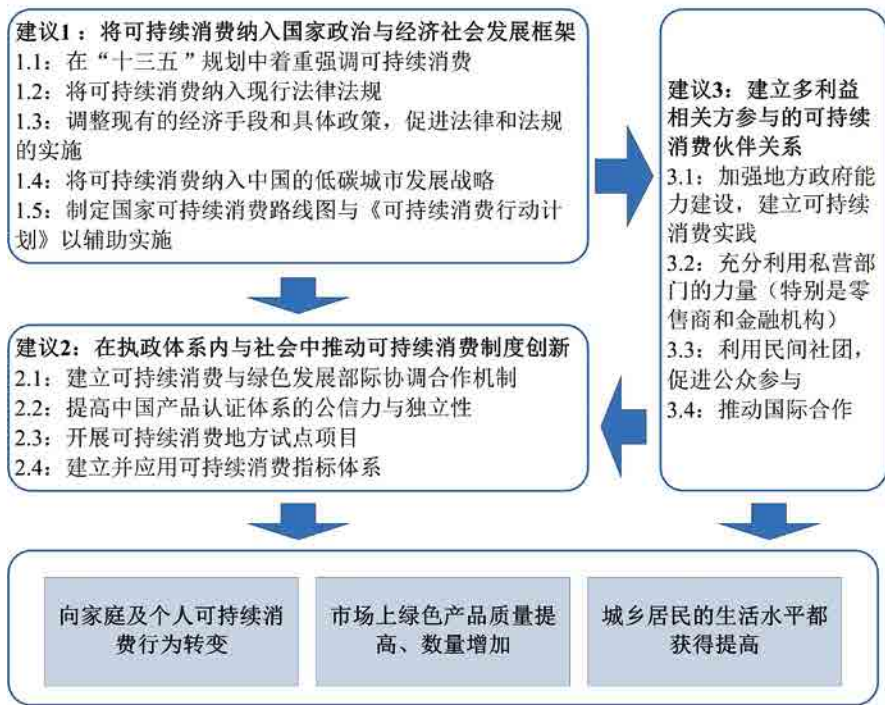 建议1：将可持续消费纳入国家政治与经济社会发展框架
1.1：在“十三五”规划中着重强调可持续消费
1.2：将可持续消费纳入现行法律法规
1.3：调整现有的经济手段和具体政策，促进法律和法规
的实施
1.4：将可持续消费纳入中国的低碳城市发展战略
1.5：制定国家可持续消费路线图与《可持续消费行动计
划》以辅助实施
建议2：在执政体系内与社会中推动可持续消费制度创新
2.1：建立可持续消费与绿色发展部际协调合作机制
2.2：提高中国产品认证体系的公信力与独立性
2.3：开展可持续消费地方试点项目
2.4：建立并应用可持续消费指标体系
建议3：建立多利益
相关方参与的可持续
消费伙伴关系
3.1：加强地方政府能
力建设，建立可持续
消费实践
3.2：充分利用私营部
门的力量（特别是零
售商和金融机构）
3.3：利用民间社团，
促进公众参与
3.4：推动国际合作
向家庭及个人可持续消
费行为转变
市场上绿色产品质量提
高、数量增加
城乡居民的生活水平都
获得提高